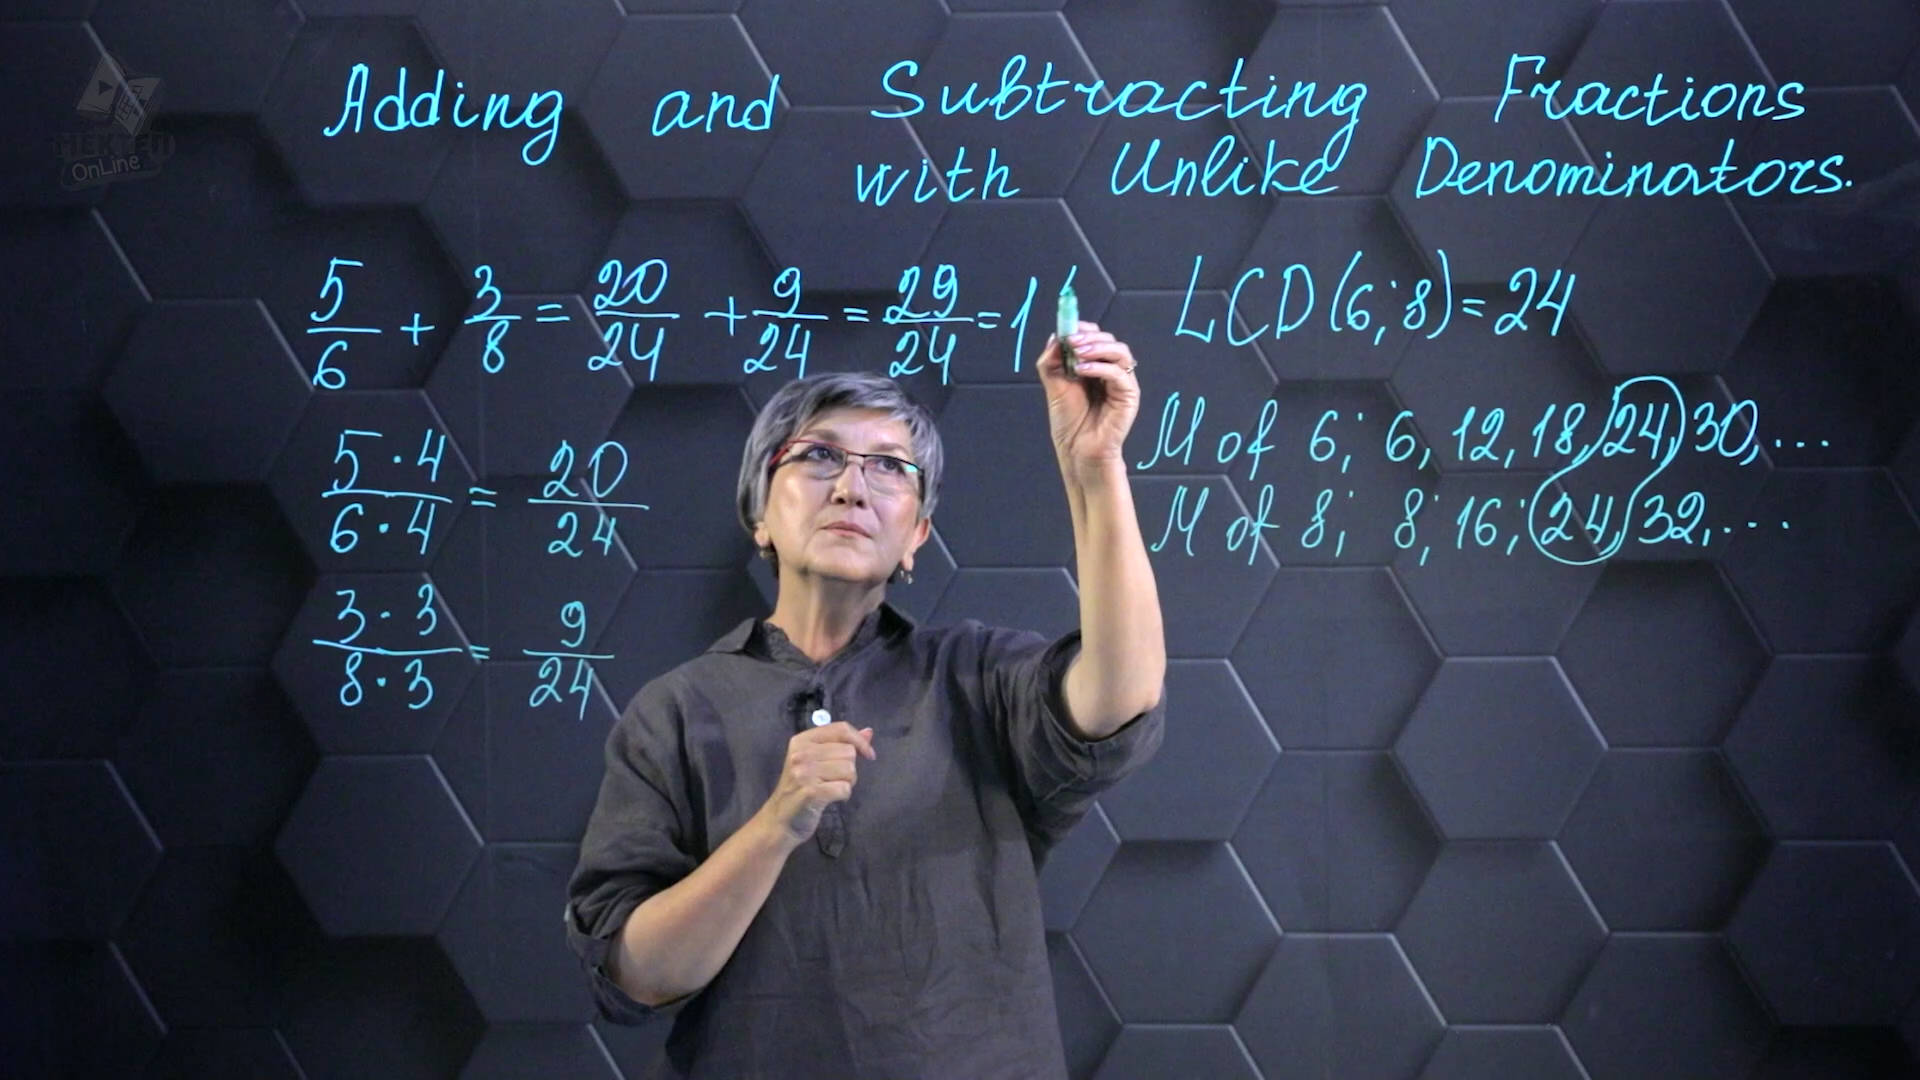 Adding and Subtracting Fractions
with Unlike Denominators.
5/6 + 3/8 = 20/24 + 9/24 = 29/24 = 1
LCD(6; 8) = 24
5·4/6·4 = 20/24
M of 6; 6, 12, 18, 24, 30, ...
M of 8; 8; 16; 24, 32, ...
3·3/8·3 = 9/24
OnLine